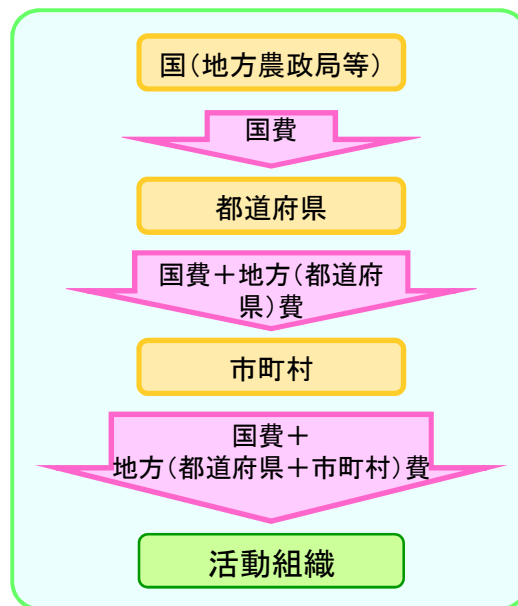 国(地方農政局等)
国費
都道府県
国費＋地方(都道府
県)費
市町村
国費＋
地方(都道府県＋市町村)費
活動組織